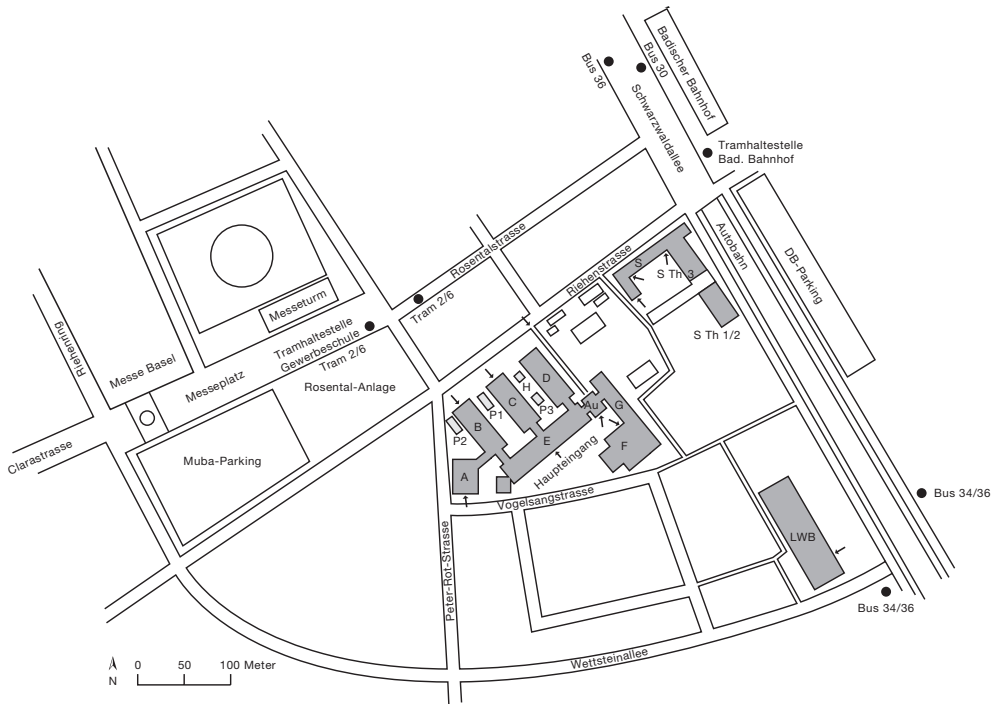 Badischer Bahnhof
Bus 30
Bus 36
Schwarzwaldallee
Tramhaltestelle
Bad. Bahnhof
Rosentalstrasse
Riehenstrasse
Autobahn
DB-Parking
S
S Th 3
S Th 1/2
Messeturm
Tram 2/6
Tramhaltestelle
Gewerbeschule
Tram 2/6
Riehenring
Messe Basel
Messeplatz
Rosental-Anlage
Clarastrasse
Muba-Parking
D
H
C
P3
P1
B
P2
A
E
Au
G
F
Haupteingang
Vogelsangstrasse
Peter-Rot-Strasse
LWB
Bus 34/36
Bus 34/36
Wettsteinallee
N
0 50 100 Meter